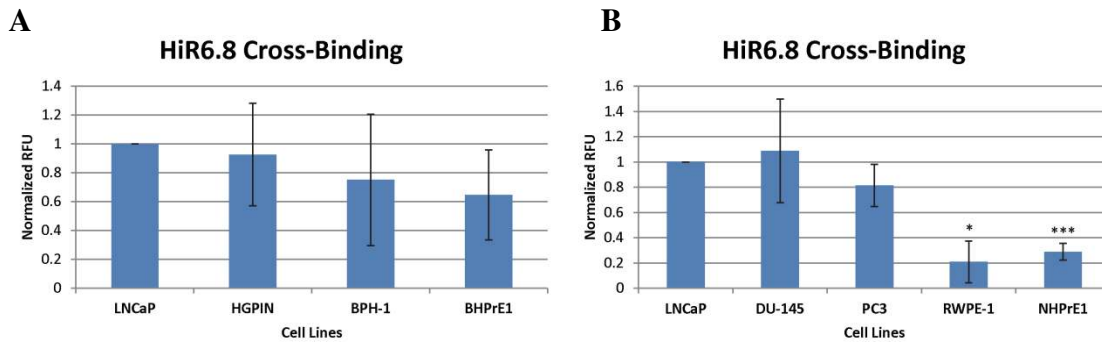 A
HiR6.8 Cross-Binding
Normalized RFU
1.4
1.2
1
0.8
0.6
0.4
0.2
0
LNCaP
HGPIN
BPH-1
BHPrE1
Cell Lines
B
HiR6.8 Cross-Binding
Normalized RFU
1.6
1.4
1.2
1
0.8
0.6
0.4
0.2
0
*
***
LNCaP
DU-145
PC3
RWPE-1
NHPrE1
Cell Lines